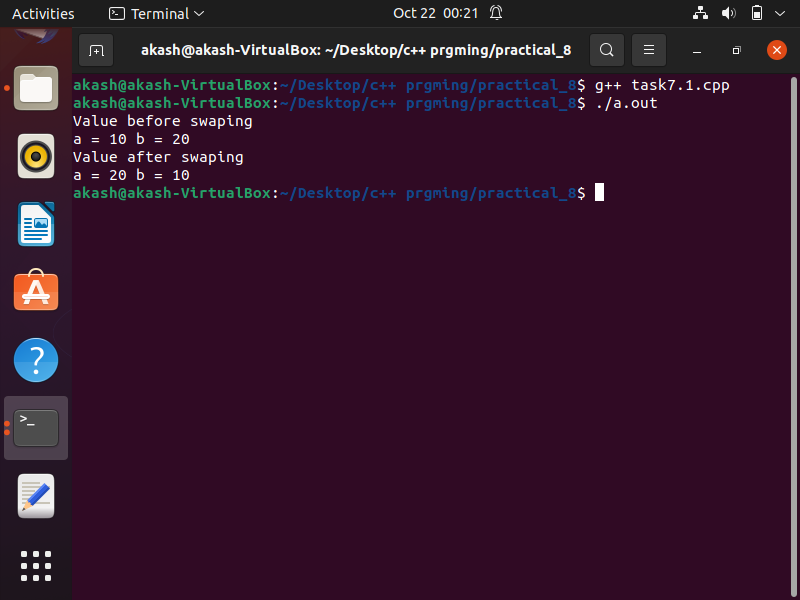 Activities
Terminal
Oct 22 00:21
akash@akash-VirtualBox: ~/Desktop/c++ prgming/practical_8
akash@akash-VirtualBox:~/Desktop/c++ prgming/practical_8$ g++ task7.1.cpp
akash@akash-VirtualBox:~/Desktop/c++ prgming/practical_8$ ./a.out
Value before swaping
a = 10 b = 20
Value after swaping
a = 20 b = 10
akash@akash-VirtualBox:~/Desktop/c++ prgming/practical_8$